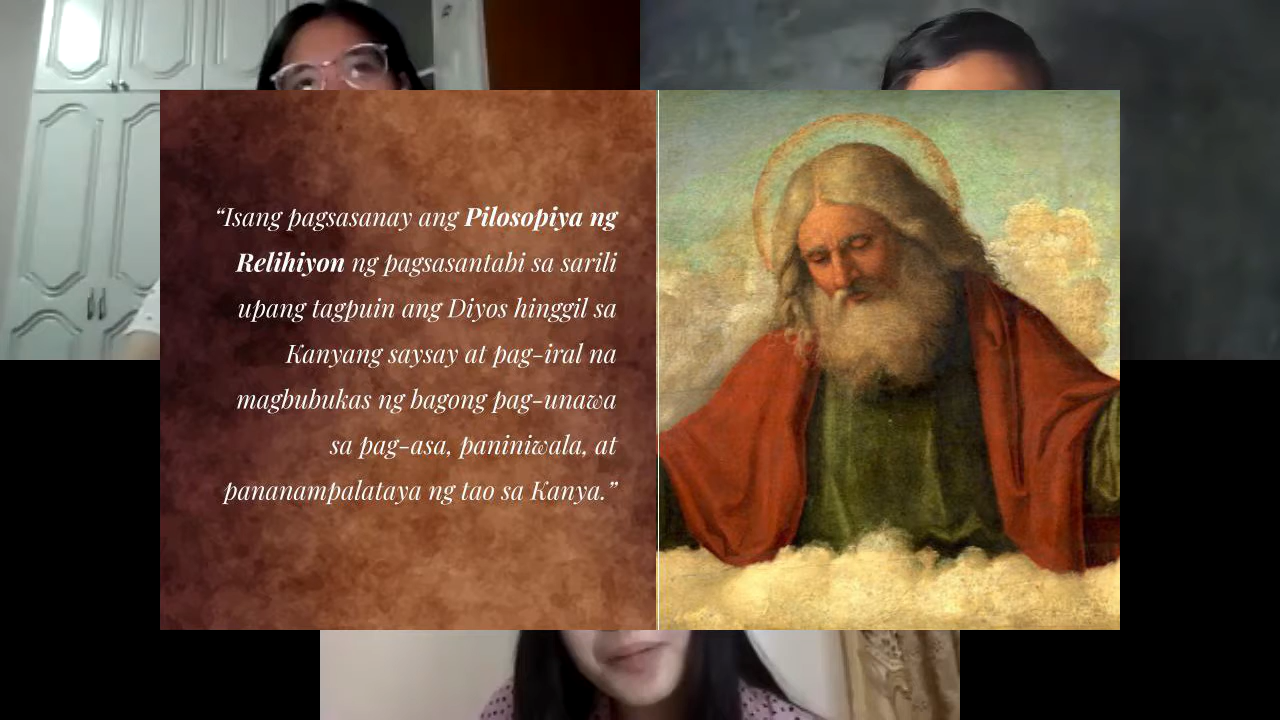 “Isang pagsasanay ang Pilosopiya ng
Relihiyon ng pagsasantabi sa sarili
upang tagpuin ang Diyos hinggil sa
Kanyang saysay at pag-iral na
magbubukas ng bagong pag-unawa
sa pag-asa, paniniwala, at
pananampalataya ng tao sa Kanya.”